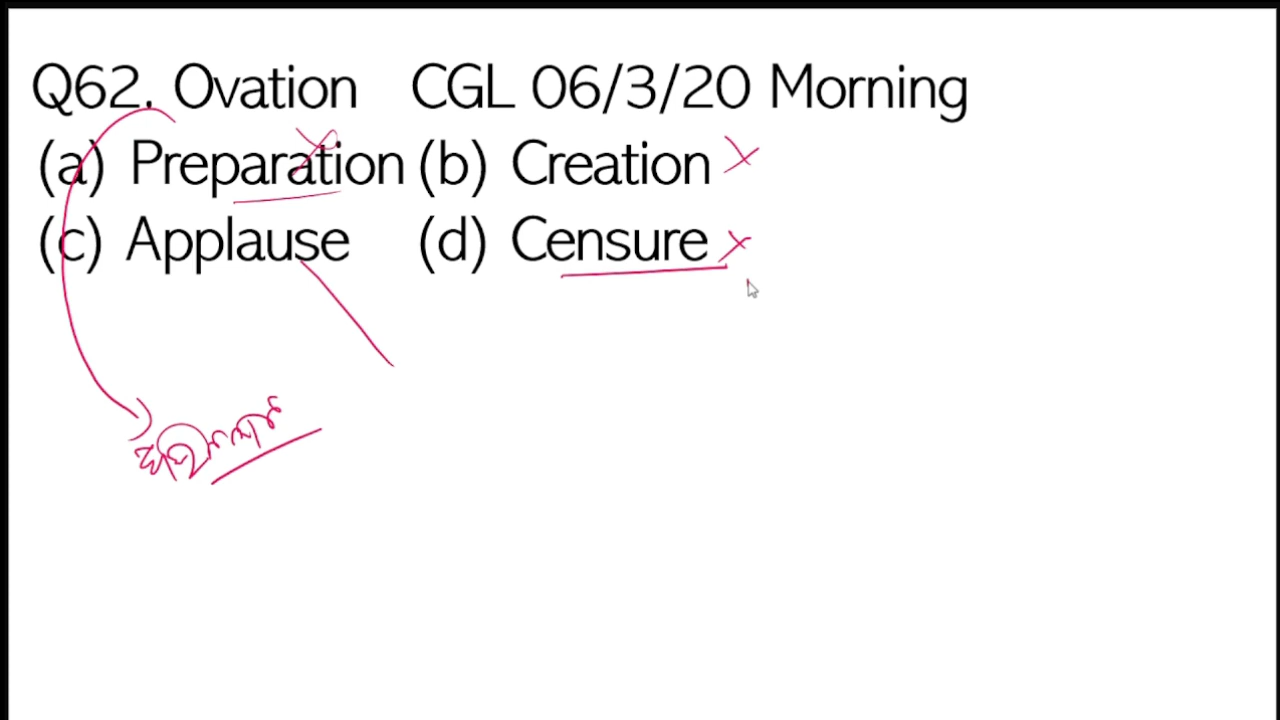 Q62. Ovation CGL 06/3/20 Morning
(a) Preparation (b) Creation
(c) Applause (d) Censure